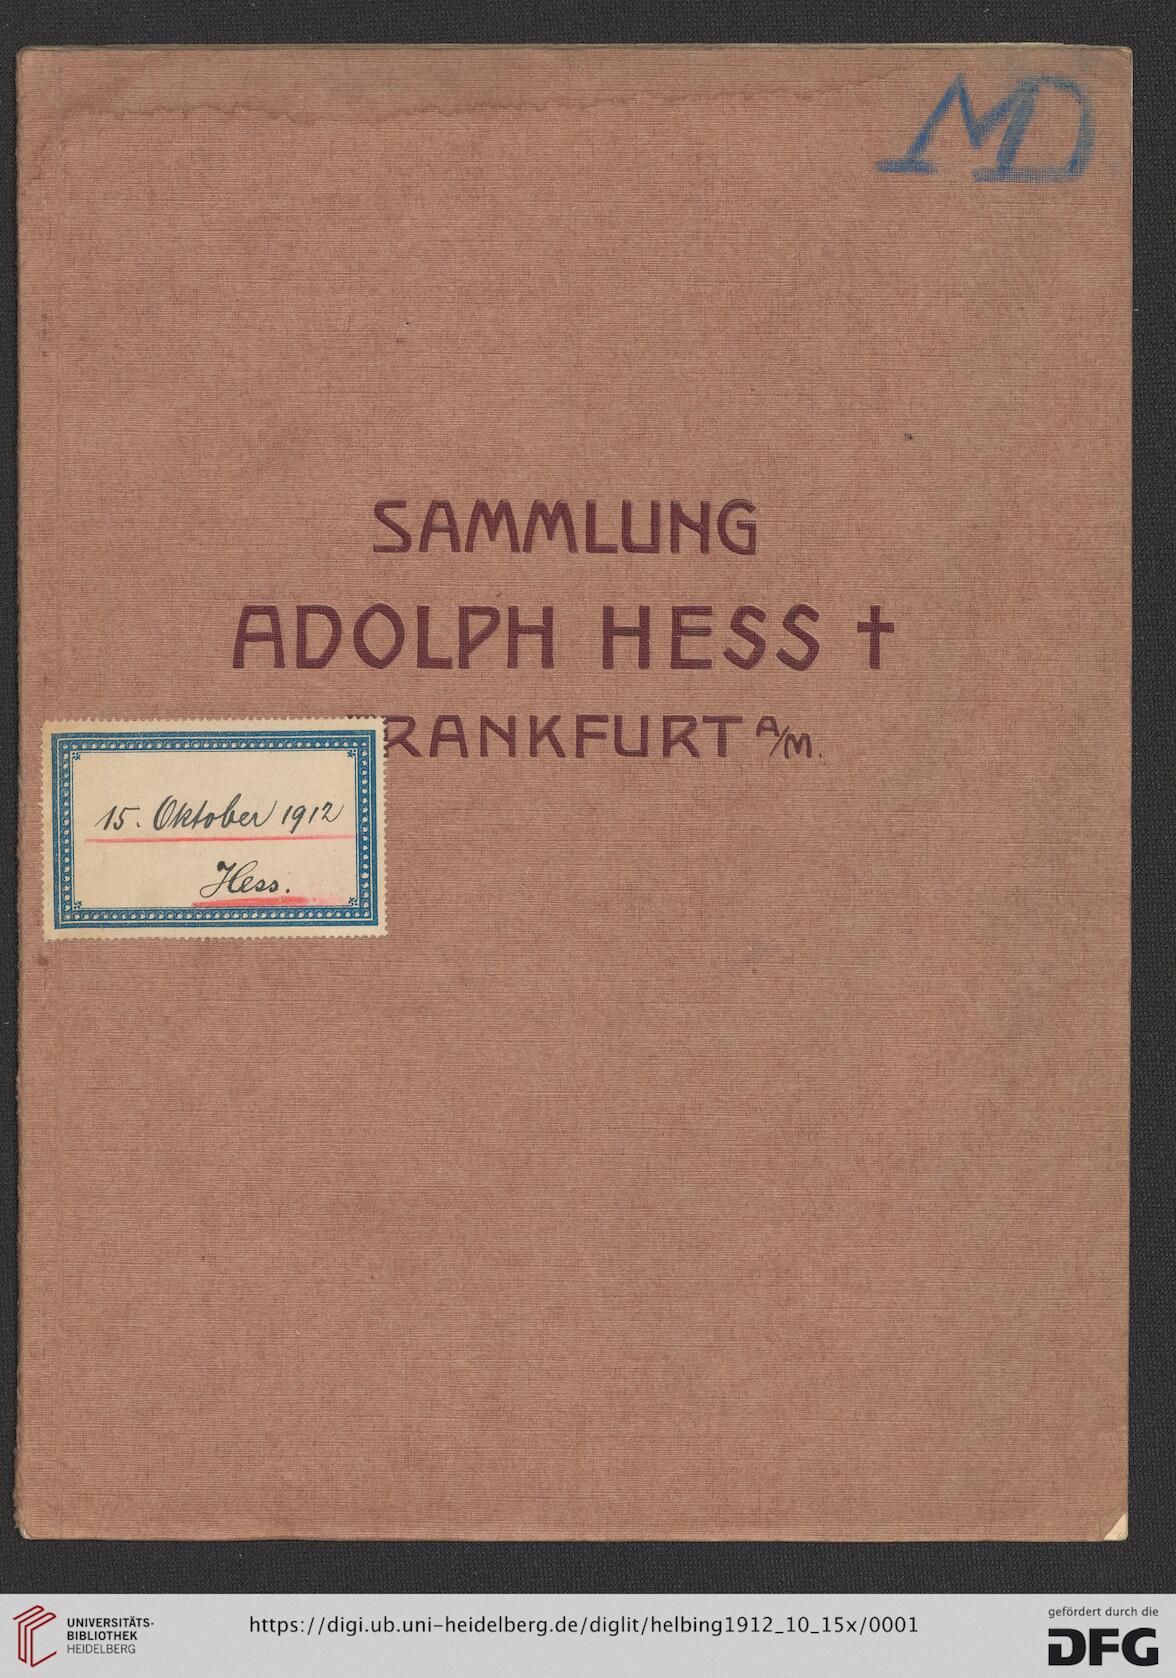 MD
SAMMLUNG
ADOLPH HESS †
RANKFURT A/M.
15. Oktober 1912
Hess.
UNIVERSITÄTS-
BIBLIOTHEK
HEIDELBERG
https://digi.ub.uni-heidelberg.de/diglit/helbing1912_10_15x/0001
gefördert durch die
DFG